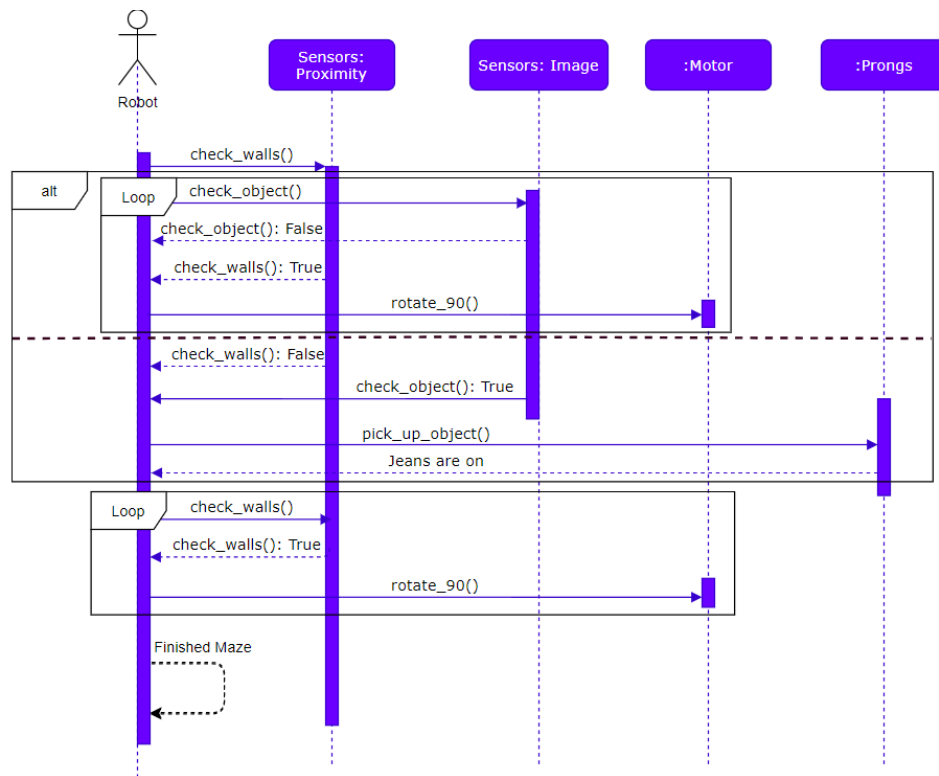 Robot
Sensors:
Proximity
Sensors: Image
:Motor
:Prongs
check_walls()
alt
Loop
check_object()
check_object(): False
check_walls(): True
rotate_90()
check_walls(): False
check_object(): True
pick_up_object()
Jeans are on
Loop
check_walls()
check_walls(): True
rotate_90()
Finished Maze